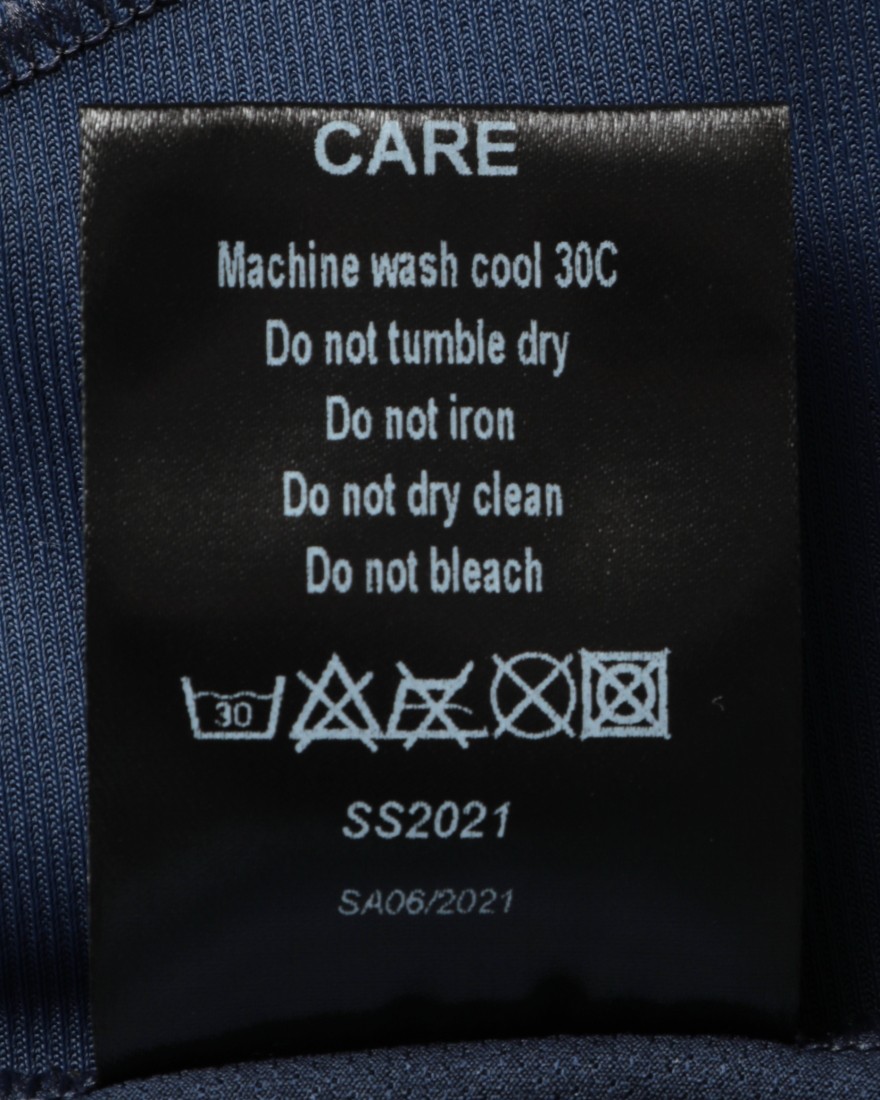 CARE
Machine wash cool 30C
Do not tumble dry
Do not iron
Do not dry clean
Do not bleach
30
SS2021
SA06/2021